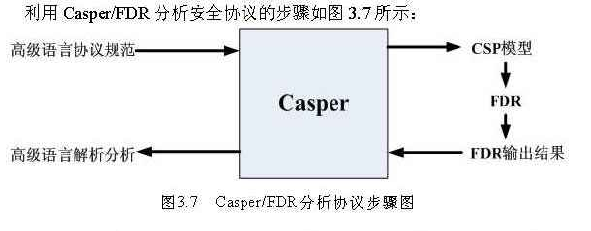 利用 Casper/FDR 分析安全协议的步骤如图 3.7 所示：
高级语言协议规范
CSP模型
Casper
FDR
高级语言解析分析
FDR输出结果
图3.7 Casper/FDR分析协议步骤图